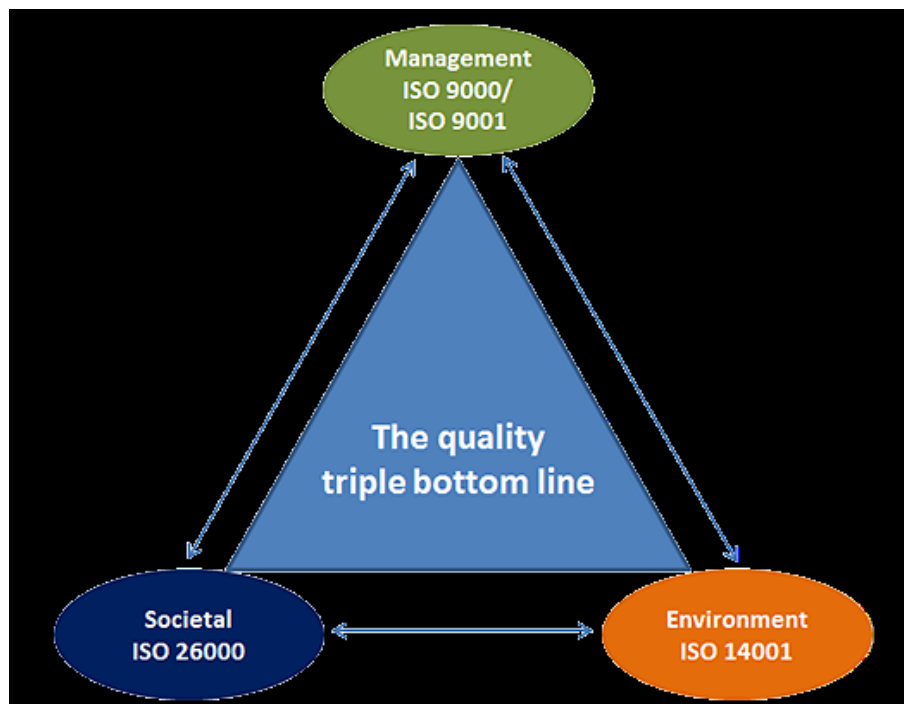 Management
ISO 9000/
ISO 9001
The quality
triple bottom line
Societal
ISO 26000
Environment
ISO 14001